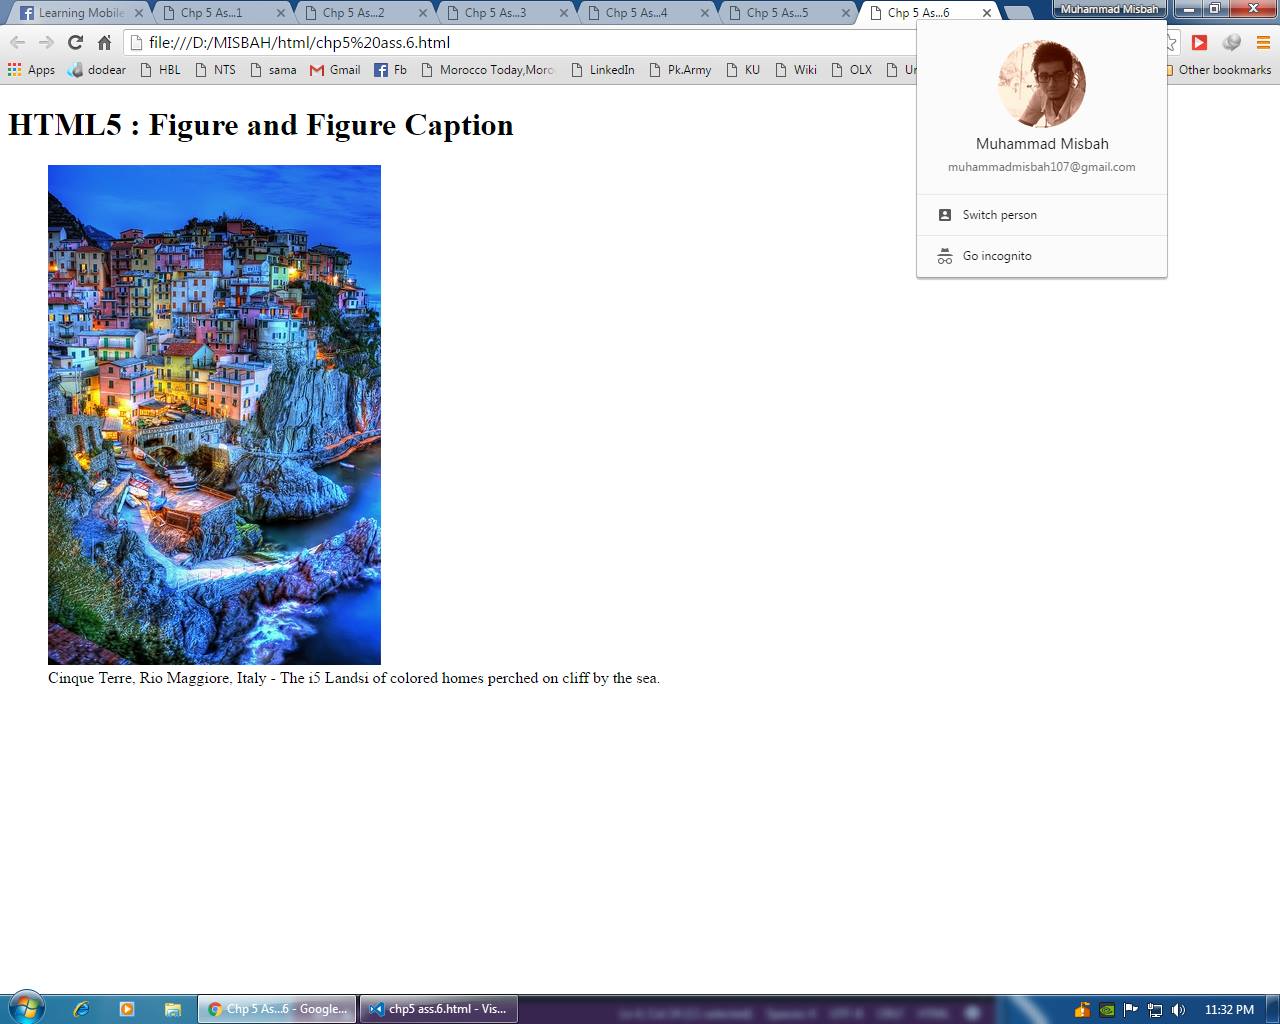 Learning Mobile
Chp 5 As...1
Chp 5 As...2
Chp 5 As...3
Chp 5 As...4
Chp 5 As...5
Chp 5 As...6
Muhammad Misbah
file:///D:/MISBAH/html/chp5%20ass.6.html
Apps
dodear
HBL
NTS
sama
Gmail
Fb
Morocco Today,Moro
LinkedIn
Pk.Army
KU
Wiki
OLX
Other bookmarks
Muhammad Misbah
muhammadmisbah107@gmail.com
Switch person
Go incognito
HTML5 : Figure and Figure Caption
Cinque Terre, Rio Maggiore, Italy - The i5 Landsi of colored homes perched on cliff by the sea.
Chp 5 As...6 - Google...
chp5 ass.6.html - Vis...
11:32 PM